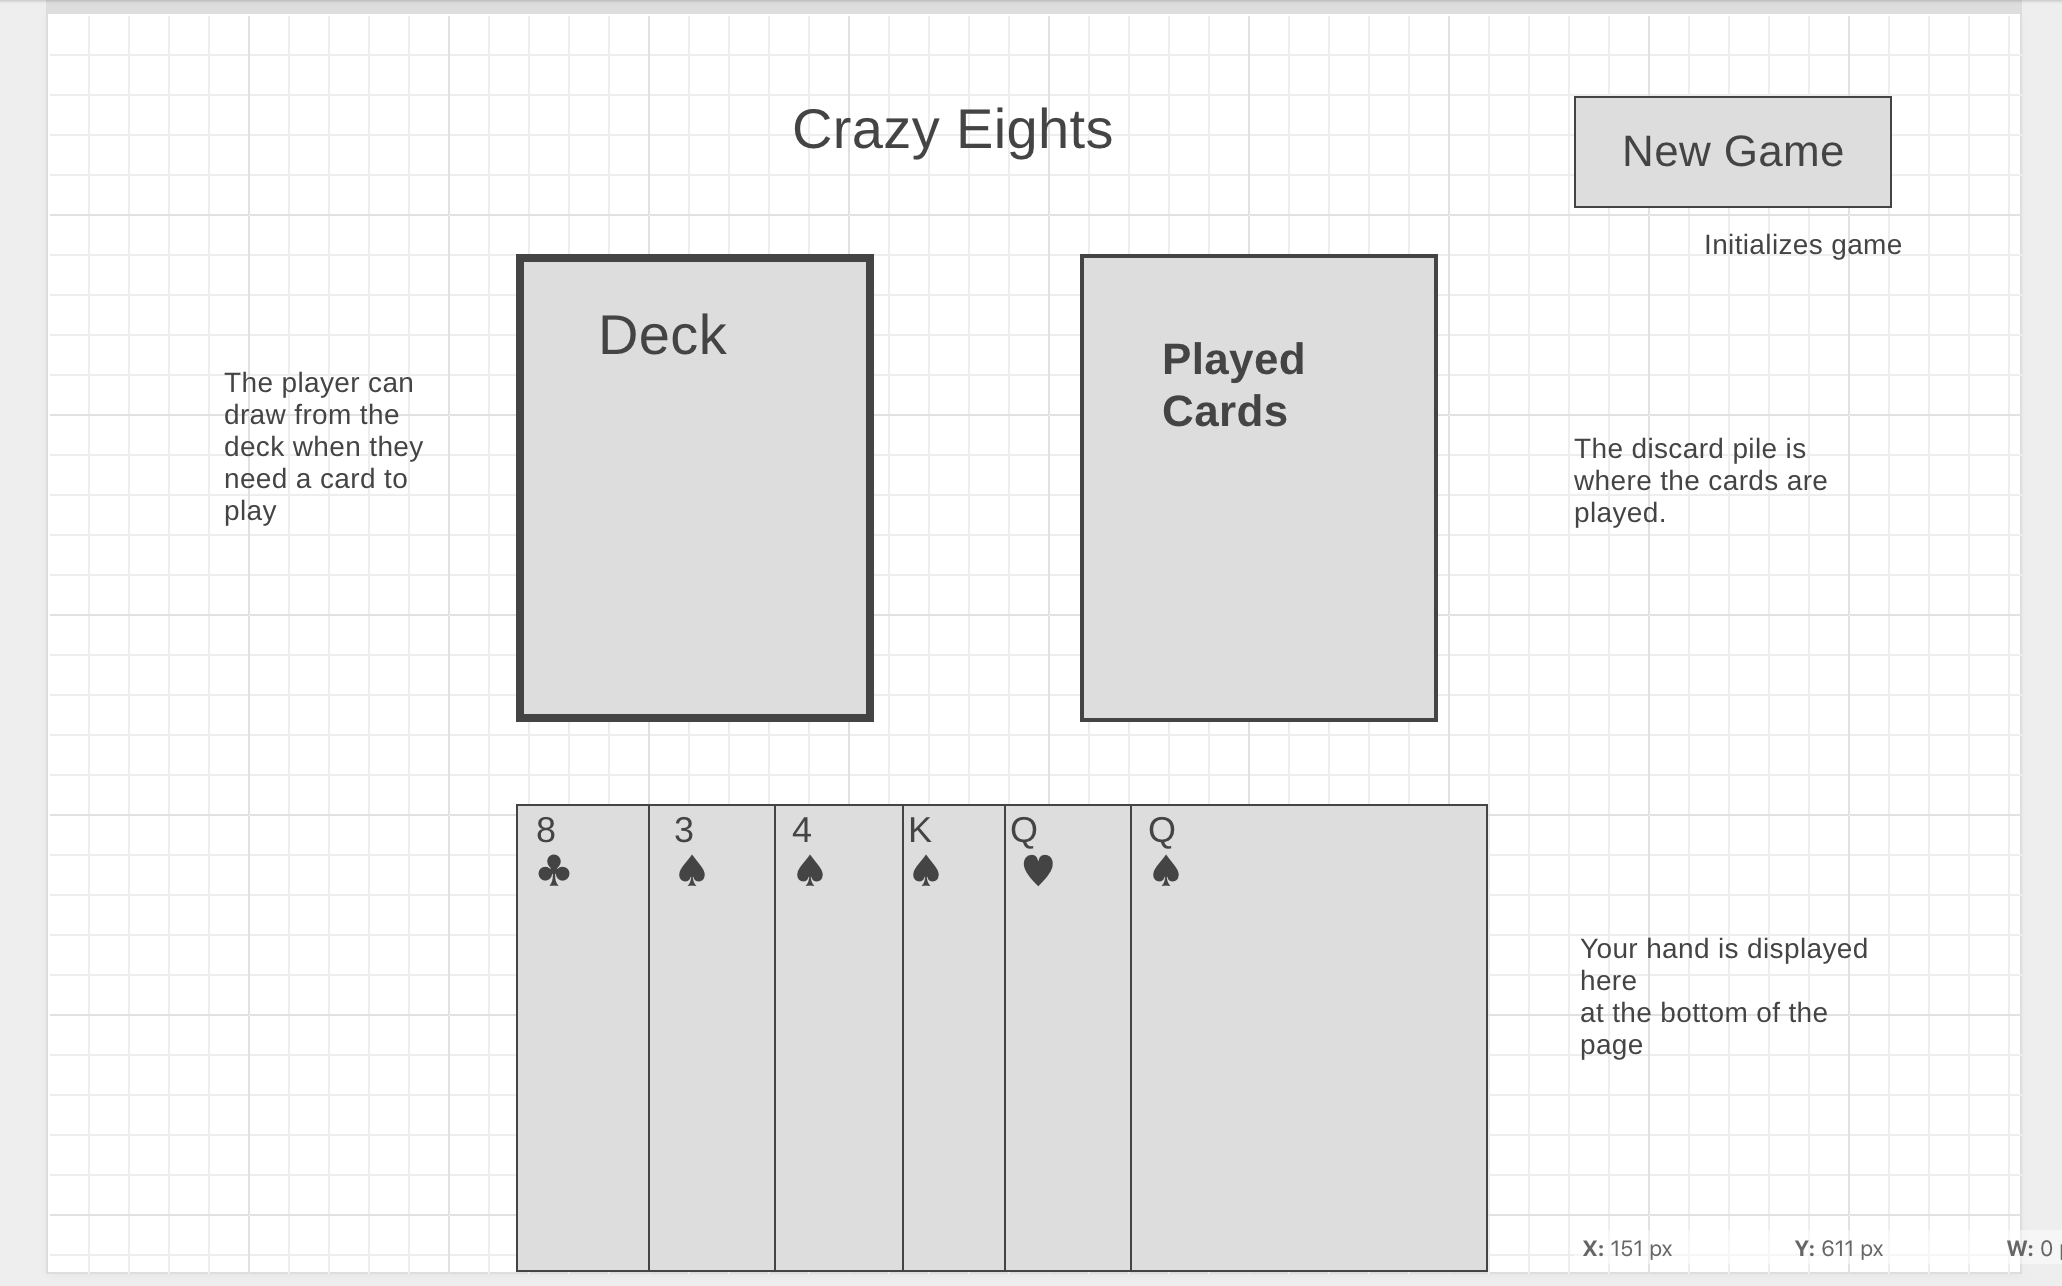 Crazy Eights
New Game
Initializes game
Deck
Played
Cards
The player can
draw from the
deck when they
need a card to
play
The discard pile is
where the cards are
played.
8 3 4 K Q Q
♣ ♠ ♠ ♠ ♥ ♠
Your hand is displayed
here
at the bottom of the
page
X: 151 px Y: 611 px W: 0